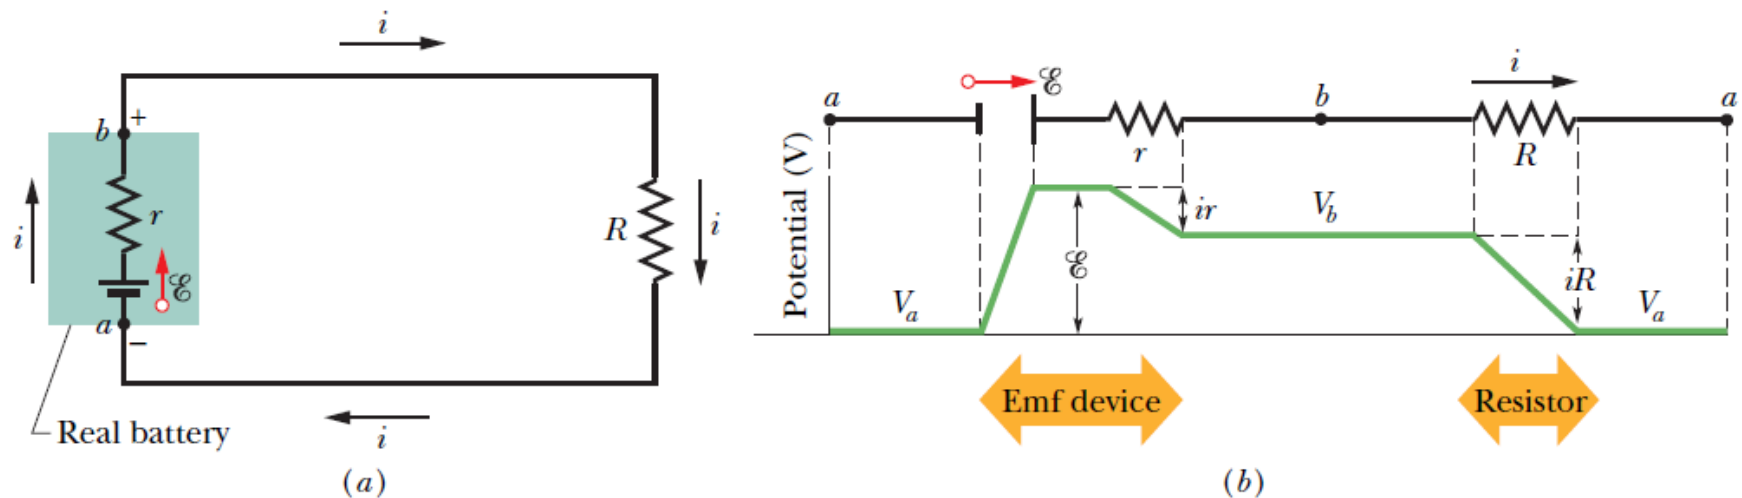 i
b
+
r
i
ℰ
a
−
R
i
i
Real battery
(a)
i
ℰ
a
b
a
r
R
Potential (V)
ir
V_b
ℰ
iR
V_a
V_a
Emf device
Resistor
(b)